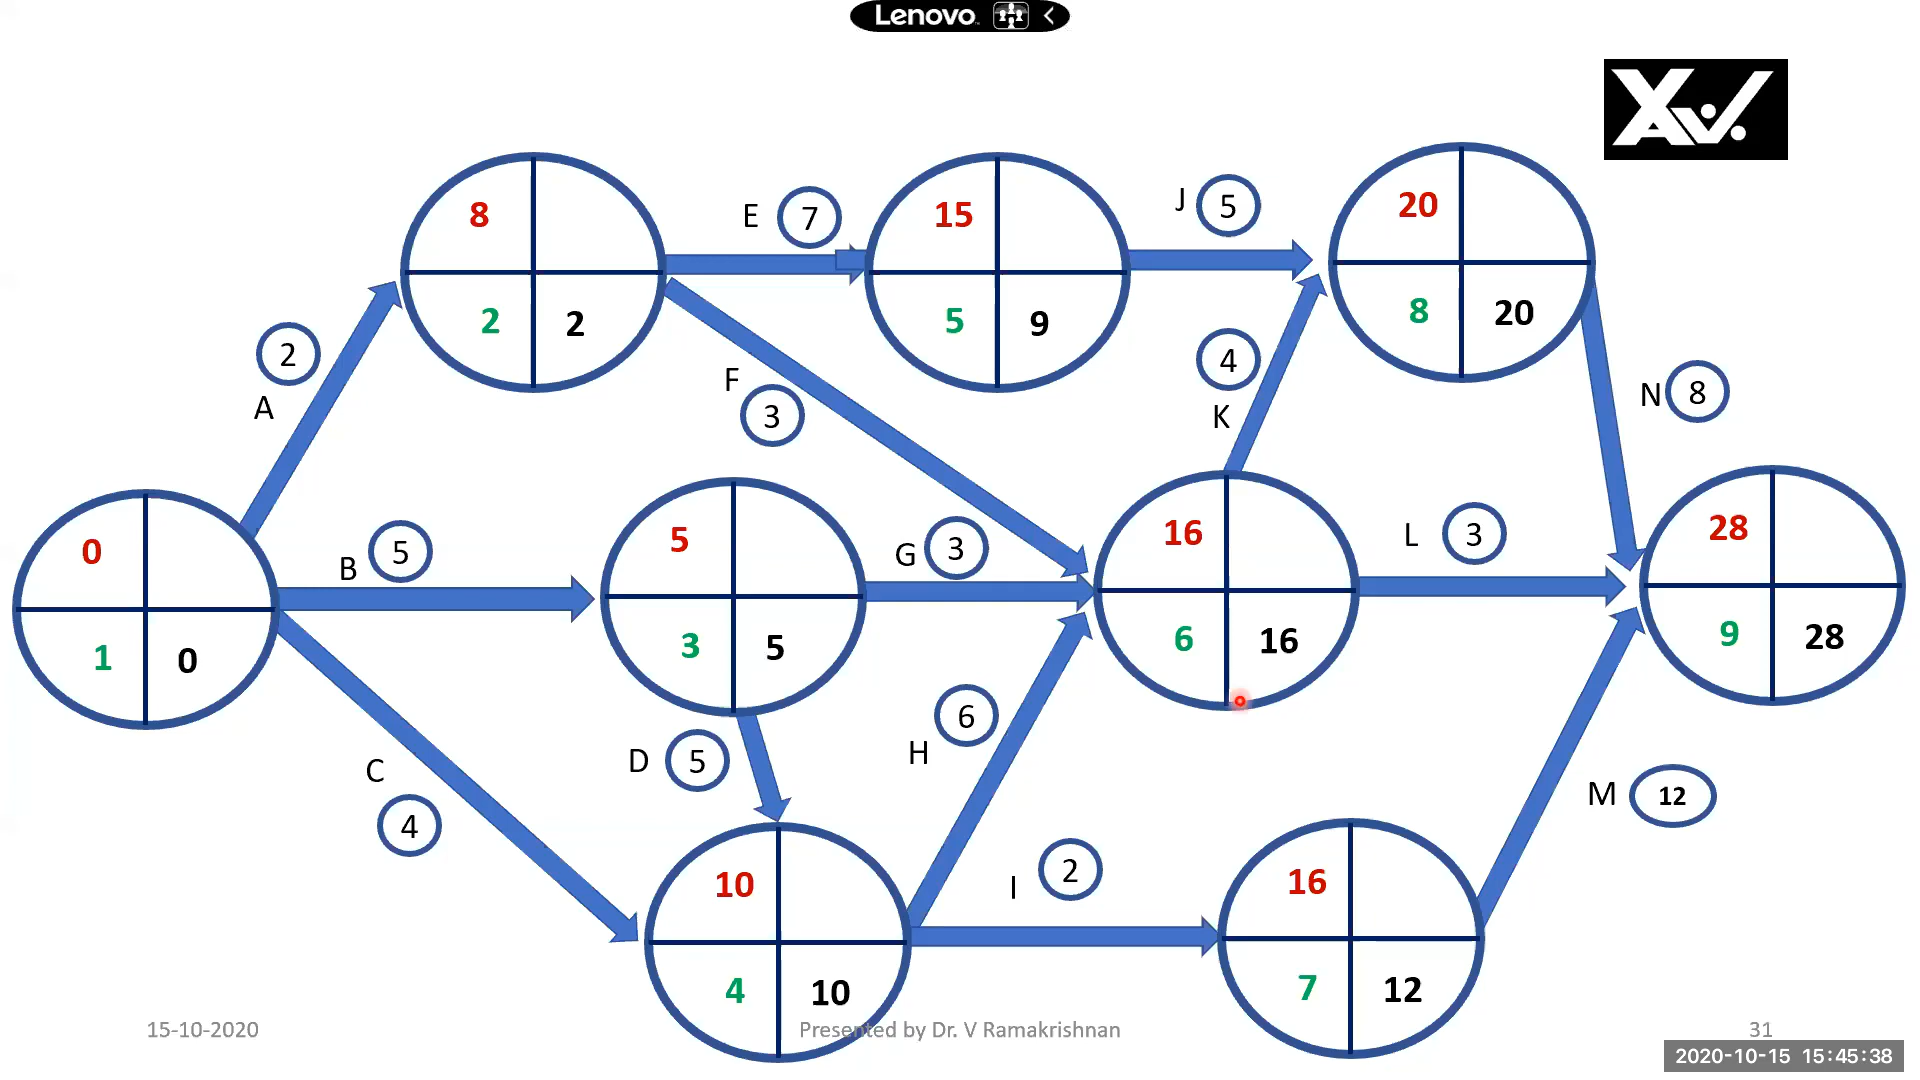 Lenovo
XAV.
8
E 7
15
J 5
20
2 2
5 9
8 20
2
A
F
3
4
K
N 8
0
B 5
5
G 3
16
L 3
28
1 0
3 5
6 16
9 28
C
4
D 5
H 6
M 12
10
I 2
16
4 10
7 12
15-10-2020
Presented by Dr. V Ramakrishnan
31
2020-10-15 15:45:38